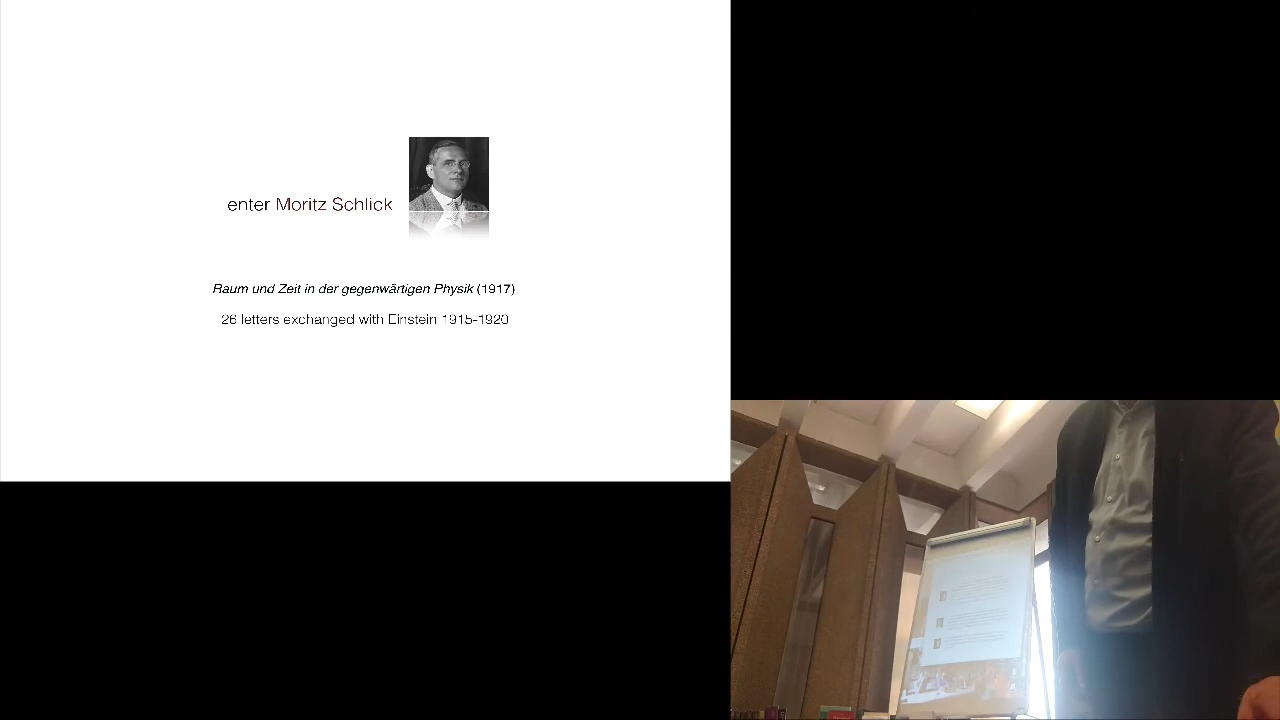 enter Moritz Schlick
Raum und Zeit in der gegenwärtigen Physik (1917)
26 letters exchanged with Einstein 1915-1920